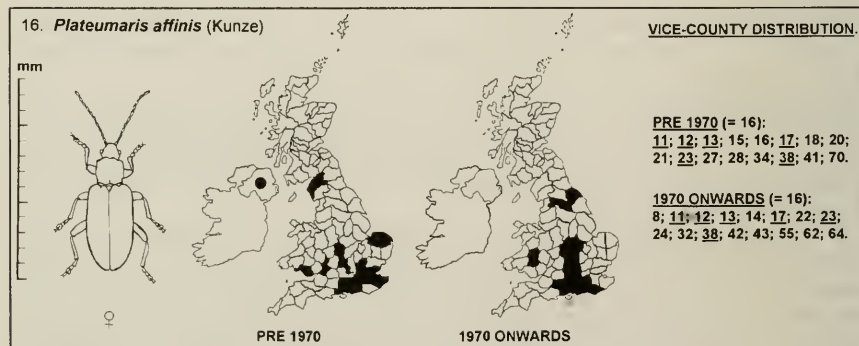 16. Plateumaris affinis (Kunze)
VICE-COUNTY DISTRIBUTION.
mm
PRE 1970 (= 16):
11; 12; 13; 15; 16; 17; 18; 20;
21; 23; 27; 28; 34; 38; 41; 70.
1970 ONWARDS (= 16):
8; 11; 12; 13; 14; 17; 22; 23;
24; 32; 38; 42; 43; 55; 62; 64.
♀
PRE 1970
1970 ONWARDS